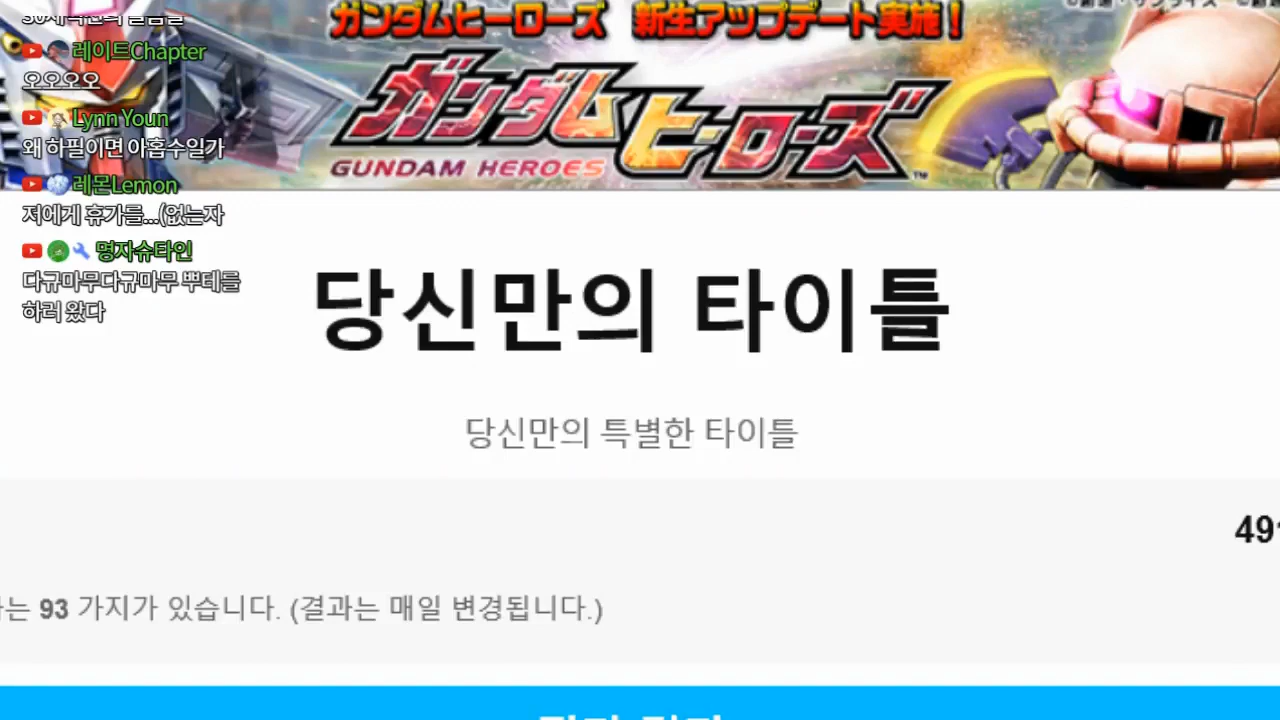 ガンダムヒーローズ 新生アップデート実施!
ガンダムヒーローズ
GUNDAM HEROES
레이트Chapter
오오오오
Lynn Youn
왜 하필이면 아홉수일까
레몬Lemon
저에게 휴가를...(없는자
명자슈타인
다규마무다규마무 뿌테를
하러 왔다
당신만의 타이틀
당신만의 특별한 타이틀
49
는 93 가지가 있습니다. (결과는 매일 변경됩니다.)